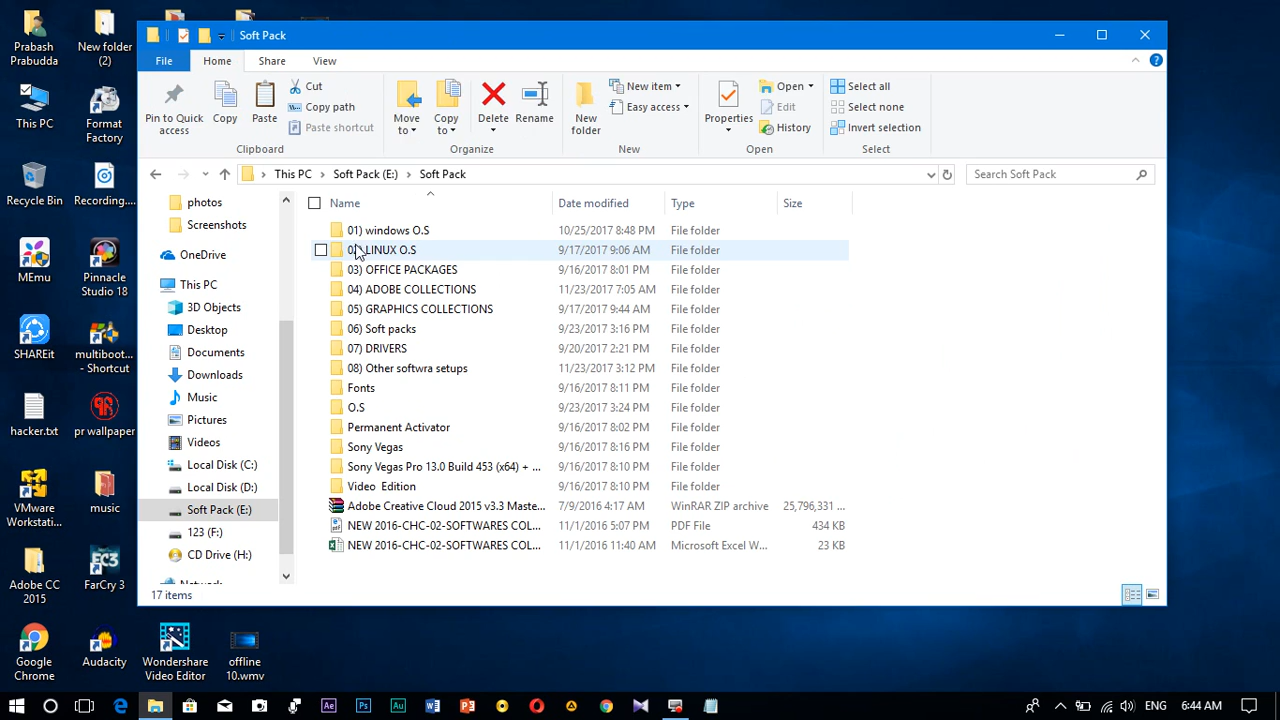 Soft Pack
File Home Share View
Pin to Quick access
Copy
Paste
Cut
Copy path
Paste shortcut
Clipboard
Move to
Copy to
Delete
Rename
Organize
New folder
New item
Easy access
New
Properties
Open
Edit
History
Open
Select all
Select none
Invert selection
Select
This PC > Soft Pack (E:) > Soft Pack
Search Soft Pack
photos
Screenshots
OneDrive
This PC
3D Objects
Desktop
Documents
Downloads
Music
Pictures
Videos
Local Disk (C:)
Local Disk (D:)
Soft Pack (E:)
123 (F:)
CD Drive (H:)
Network
Name Date modified Type Size
01) windows O.S 10/25/2017 8:48 PM File folder
LINUX O.S 9/17/2017 9:06 AM File folder
03) OFFICE PACKAGES 9/16/2017 8:01 PM File folder
04) ADOBE COLLECTIONS 11/23/2017 7:05 AM File folder
05) GRAPHICS COLLECTIONS 9/17/2017 9:44 AM File folder
06) Soft packs 9/23/2017 3:16 PM File folder
07) DRIVERS 9/20/2017 2:21 PM File folder
08) Other softwra setups 11/23/2017 3:12 PM File folder
Fonts 9/16/2017 8:11 PM File folder
O.S 9/23/2017 3:24 PM File folder
Permanent Activator 9/16/2017 8:02 PM File folder
Sony Vegas 9/16/2017 8:16 PM File folder
Sony Vegas Pro 13.0 Build 453 (x64) + ... 9/16/2017 8:10 PM File folder
Video Edition 9/16/2017 8:10 PM File folder
Adobe Creative Cloud 2015 v3.3 Maste... 7/9/2016 4:17 AM WinRAR ZIP archive 25,796,331 ...
NEW 2016-CHC-02-SOFTWARES COL... 11/1/2016 5:07 PM PDF File 434 KB
NEW 2016-CHC-02-SOFTWARES COL... 11/1/2016 11:40 AM Microsoft Excel W... 23 KB
17 items
Prabash Prabudda
New folder (2)
This PC
Format Factory
Recycle Bin
Recording....
MEmu
Pinnacle Studio 18
SHAREit
multiboot... - Shortcut
hacker.txt
pr wallpaper
VMware Workstati...
music
Adobe CC 2015
FarCry 3
Google Chrome
Audacity
Wondershare Video Editor
offline 10.wmv
ENG
6:44 AM